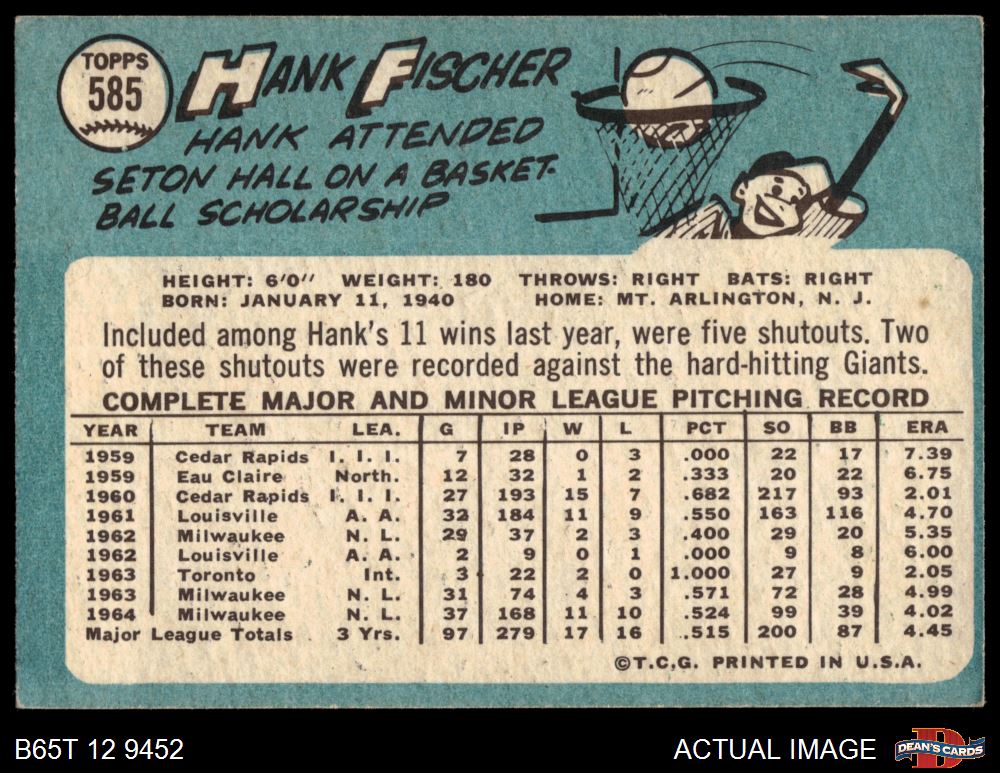 TOPPS
585
HANK FISCHER
HANK ATTENDED
SETON HALL ON A BASKET-
BALL SCHOLARSHIP
HEIGHT: 6'0" WEIGHT: 180 THROWS: RIGHT BATS: RIGHT
BORN: JANUARY 11, 1940 HOME: MT. ARLINGTON, N. J.
Included among Hank's 11 wins last year, were five shutouts. Two
of these shutouts were recorded against the hard-hitting Giants.
COMPLETE MAJOR AND MINOR LEAGUE PITCHING RECORD
YEAR TEAM LEA. G IP W L PCT SO BB ERA
1959 Cedar Rapids I. I. I. 7 28 0 3 .000 22 17 7.39
1959 Eau Claire North. 12 32 1 2 .333 20 22 6.75
1960 Cedar Rapids I. I. I. 27 193 15 7 .682 217 93 2.01
1961 Louisville A. A. 32 184 11 9 .550 163 116 4.70
1962 Milwaukee N. L. 29 37 2 3 .400 29 20 5.35
1962 Louisville A. A. 2 9 0 1 .000 9 8 6.00
1963 Toronto Int. 3 22 2 0 1.000 27 9 2.05
1963 Milwaukee N. L. 31 74 4 3 .571 72 28 4.99
1964 Milwaukee N. L. 37 168 11 10 .524 99 39 4.02
Major League Totals 3 Yrs. 97 279 17 16 .515 200 87 4.45
©T.C.G. PRINTED IN U.S.A.
B65T 12 9452 ACTUAL IMAGE
D
DEAN'S CARDS